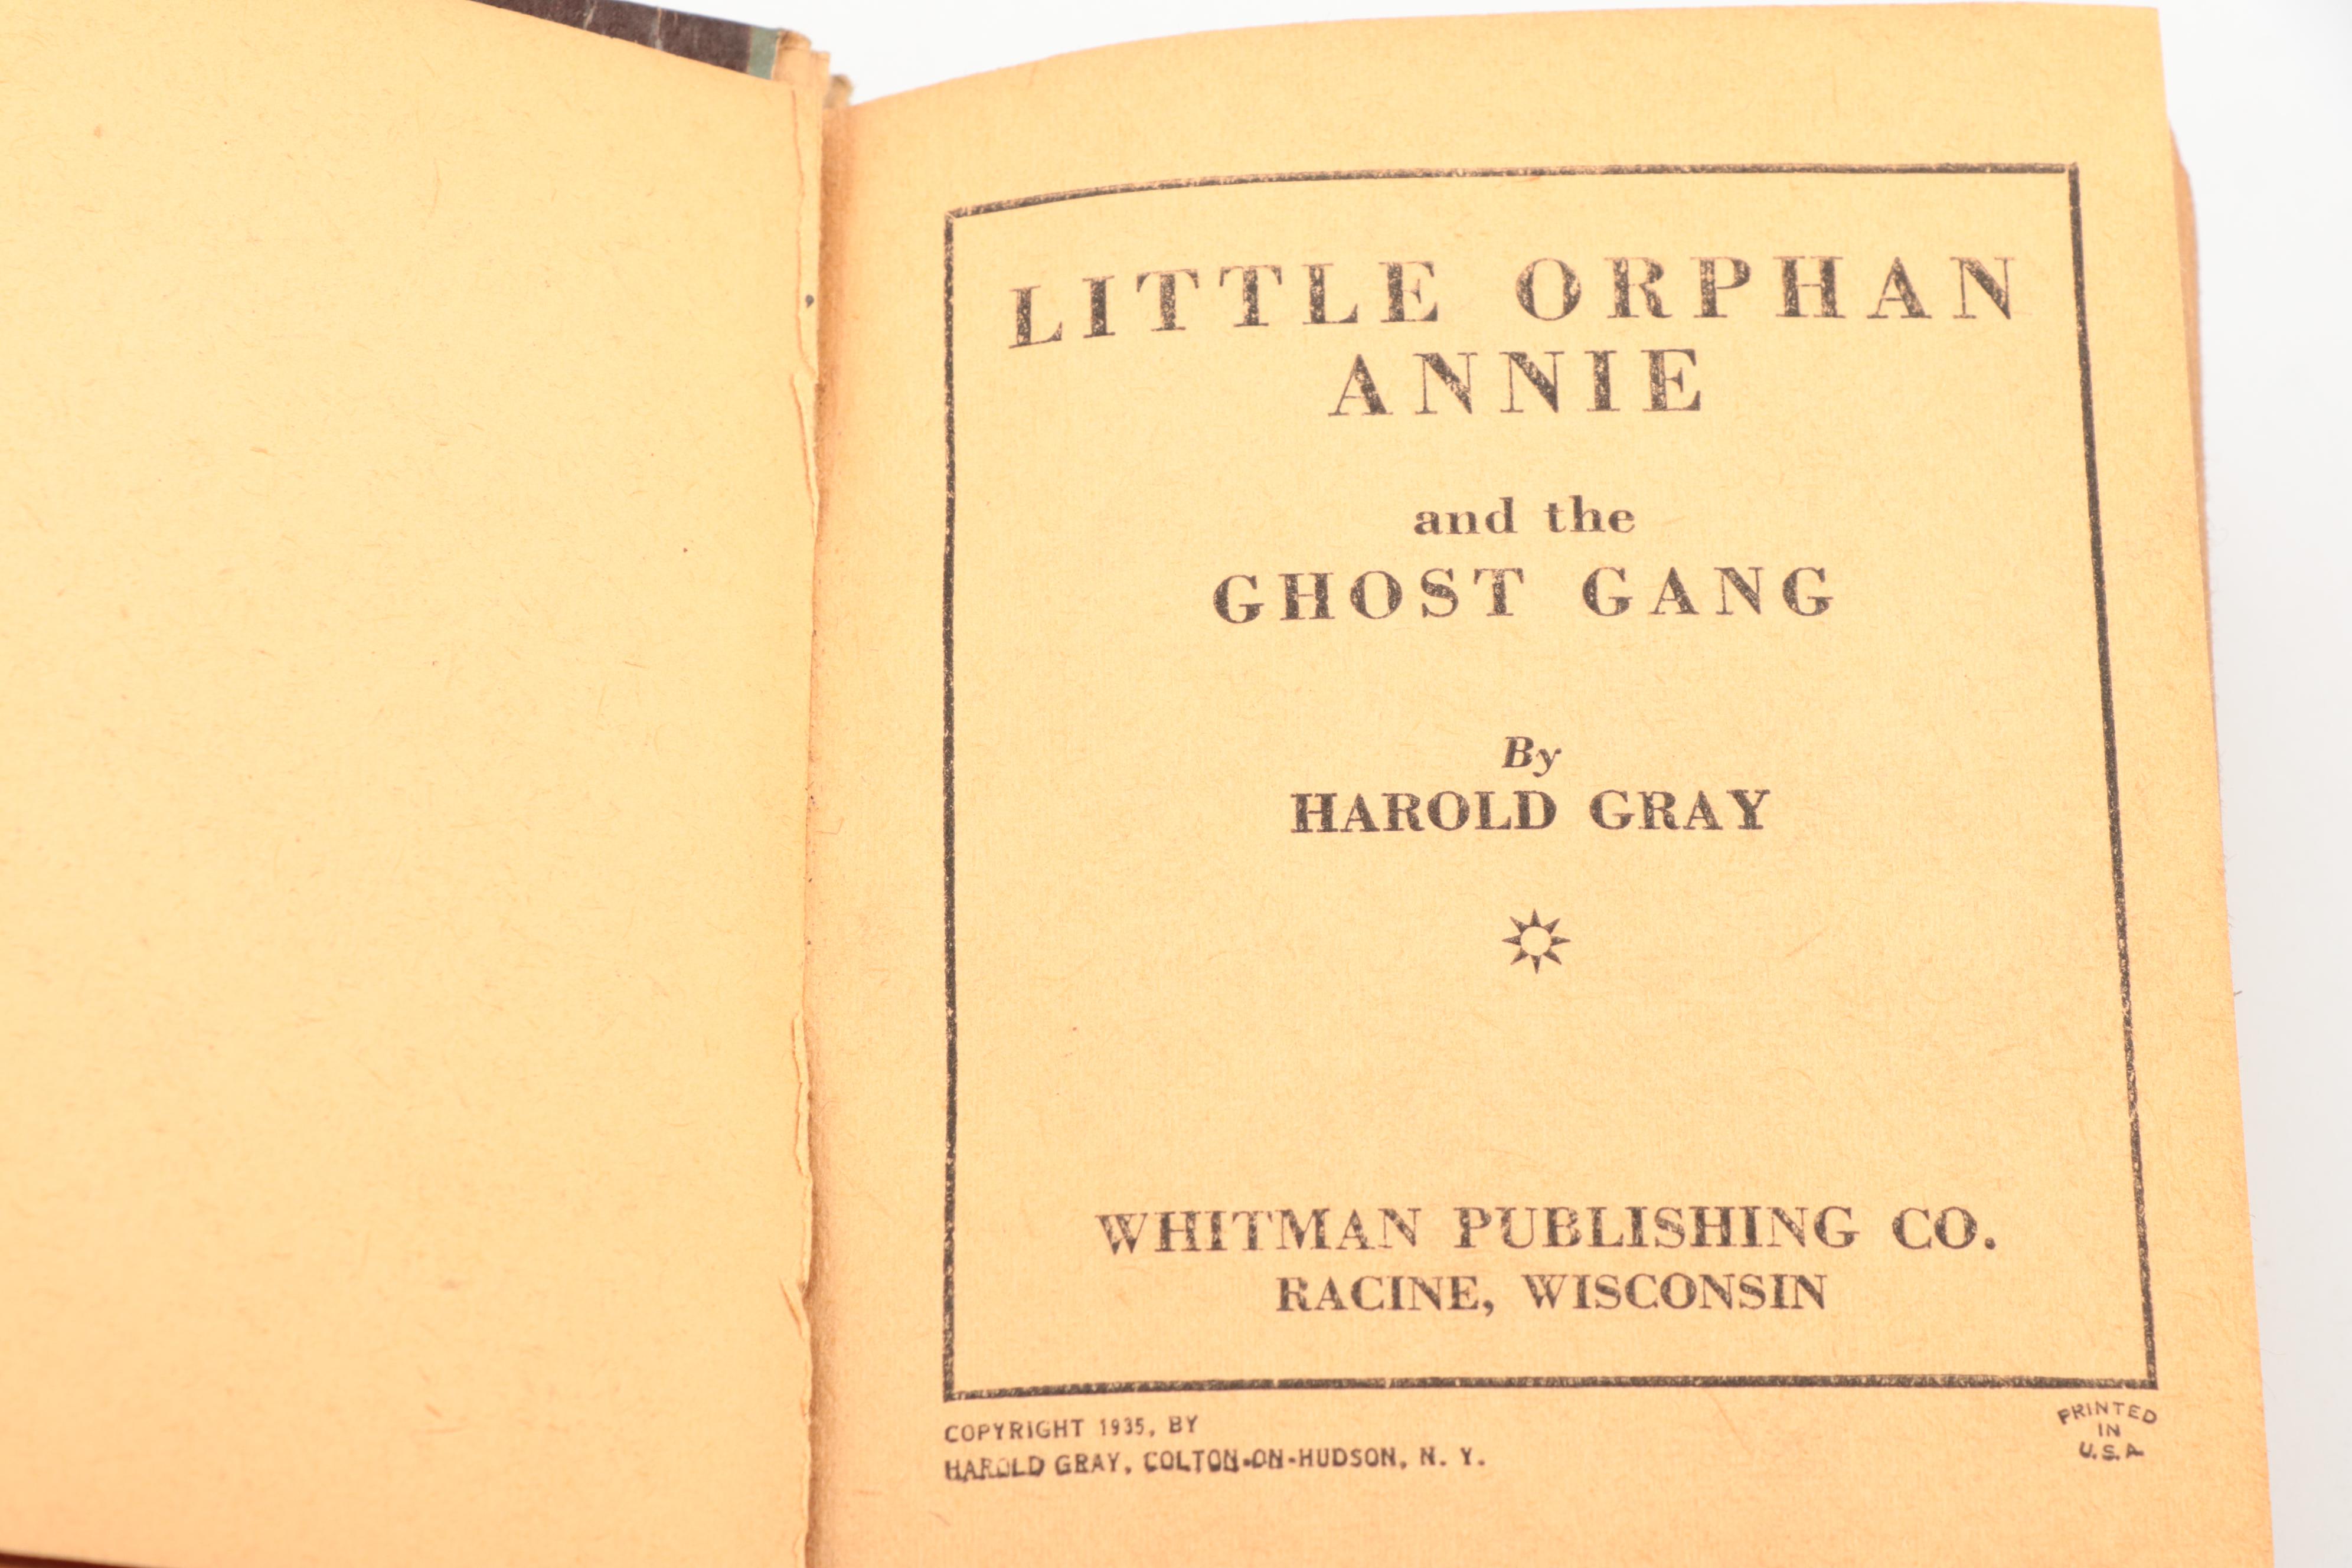 LITTLE ORPHAN
ANNIE
and the
GHOST GANG
By
HAROLD GRAY
WHITMAN PUBLISHING CO.
RACINE, WISCONSIN
COPYRIGHT 1935, BY
HAROLD GRAY, COLTON-ON-HUDSON, N. Y.
PRINTED
IN
U.S.A